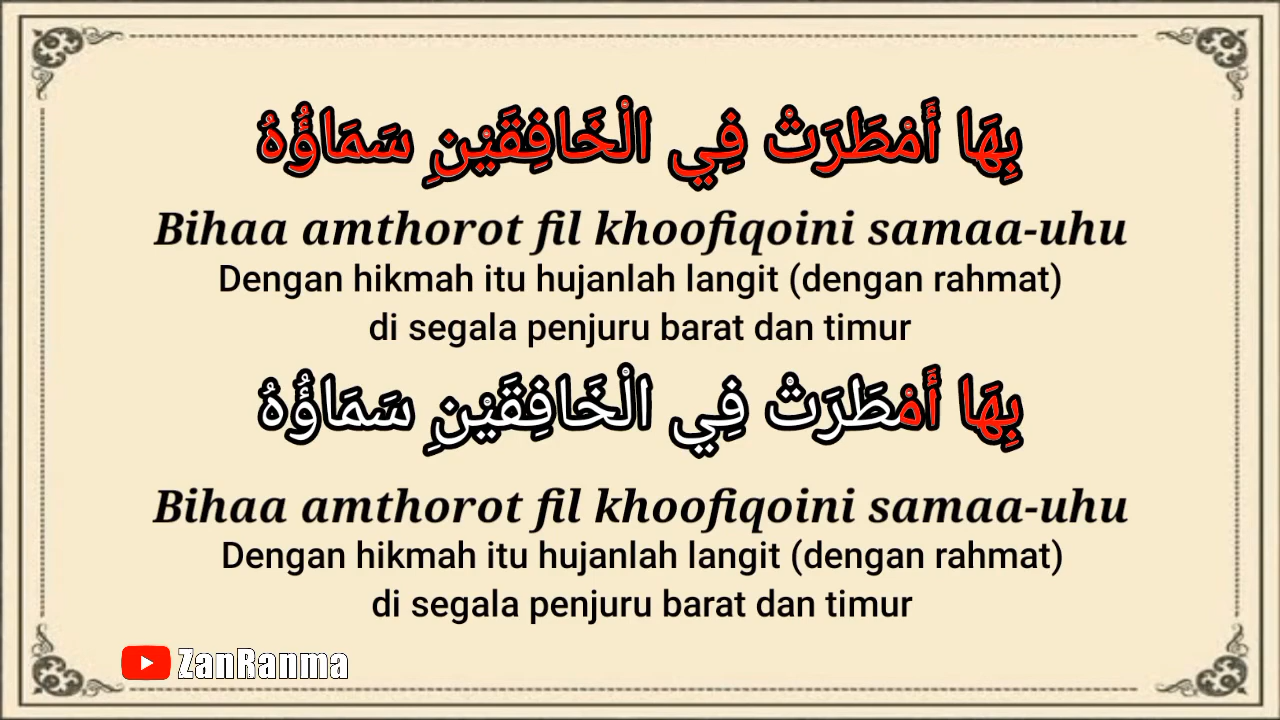 بِهَا أَمْطَرَتْ فِي الْخَافِقَيْنِ سَمَاؤُهُ
Bihaa amthorot fil khoofiqoini samaa-uhu
Dengan hikmah itu hujanlah langit (dengan rahmat)
di segala penjuru barat dan timur
بِهَا أَمْطَرَتْ فِي الْخَافِقَيْنِ سَمَاؤُهُ
Bihaa amthorot fil khoofiqoini samaa-uhu
Dengan hikmah itu hujanlah langit (dengan rahmat)
di segala penjuru barat dan timur
ZanRanma